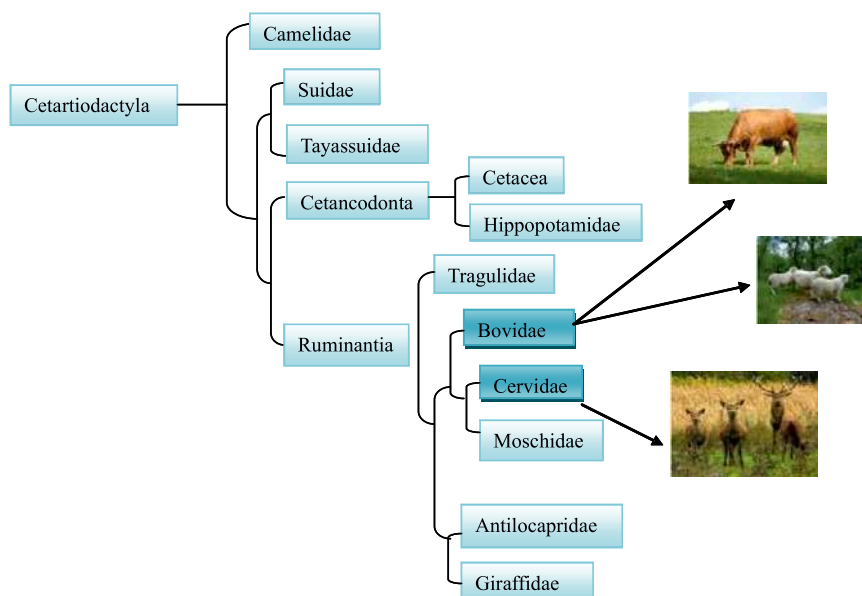 Camelidae
Cetartiodactyla
Suidae
Tayassuidae
Cetancodonta
Cetacea
Hippopotamidae
Tragulidae
Ruminantia
Bovidae
Cervidae
Moschidae
Antilocapridae
Giraffidae